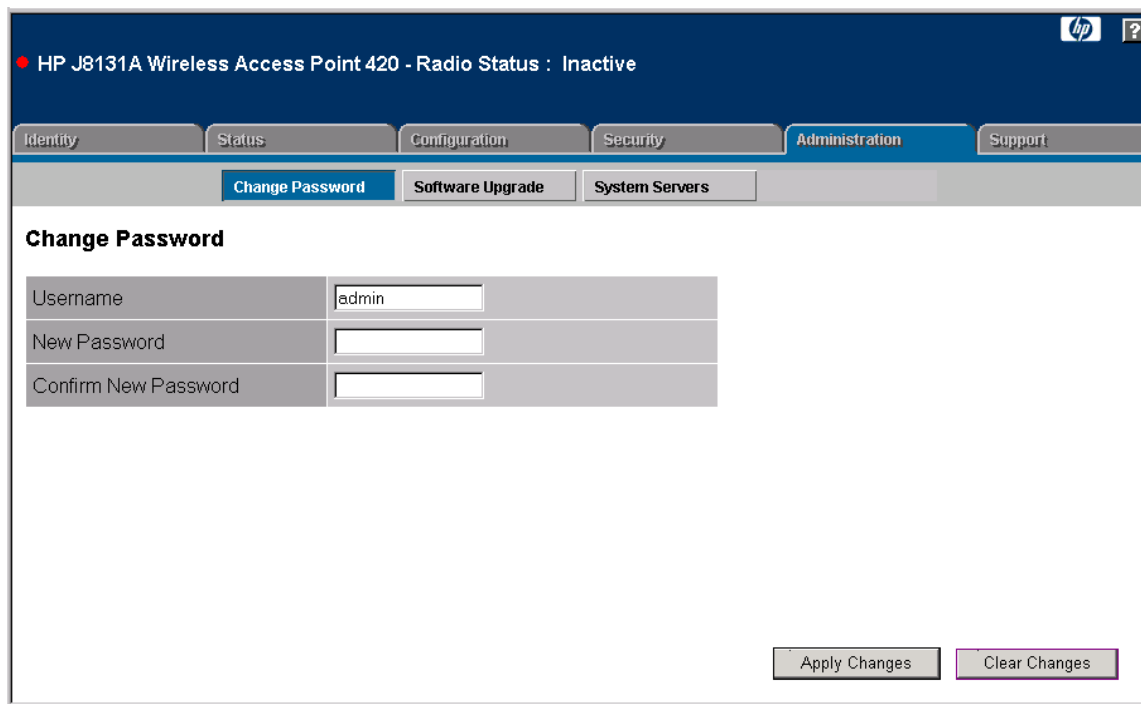 hp ?
HP J8131A Wireless Access Point 420 - Radio Status : Inactive
Identity Status Configuration Security Administration Support
Change Password Software Upgrade System Servers
Change Password
Username admin
New Password
Confirm New Password
Apply Changes Clear Changes